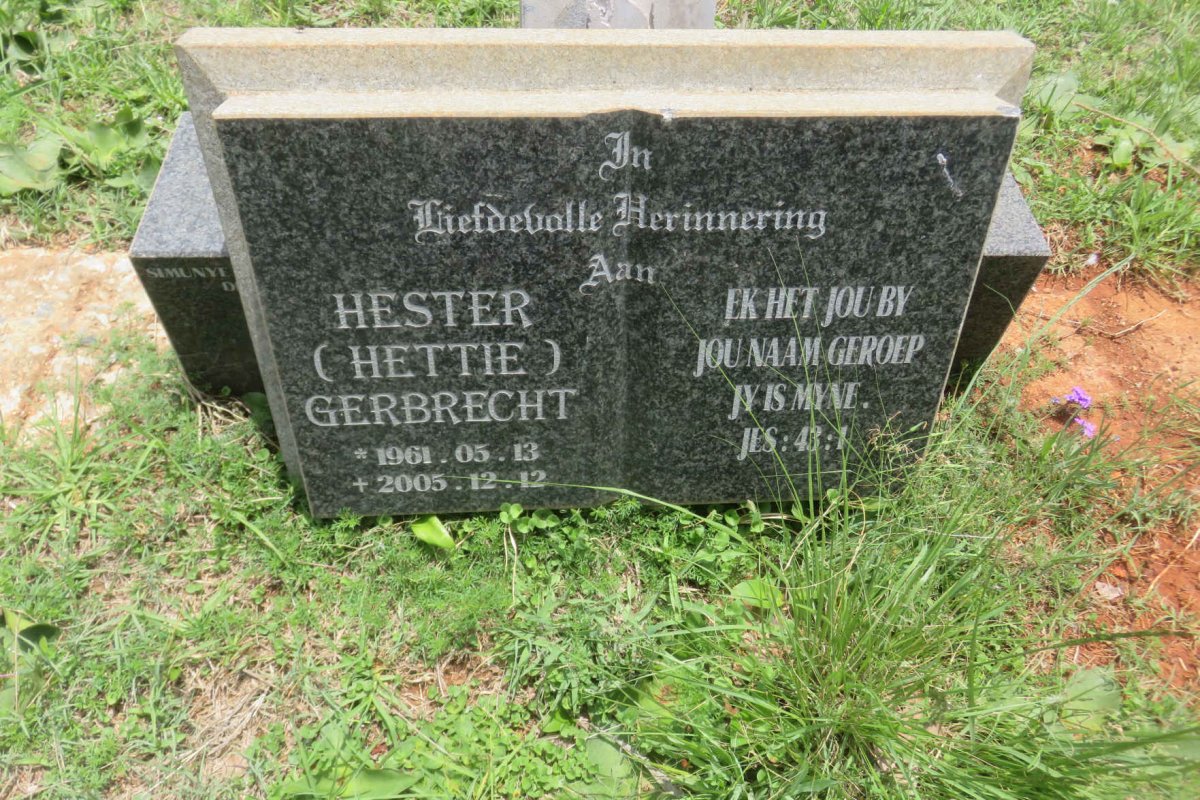 In
Liefdevolle Herinnering
Aan
HESTER
( HETTIE )
GERBRECHT
* 1961 . 05 . 13
+ 2005 . 12 . 12
EK HET JOU BY
JOU NAAM GEROEP
JY IS MYNE .
JES : 43 : 1